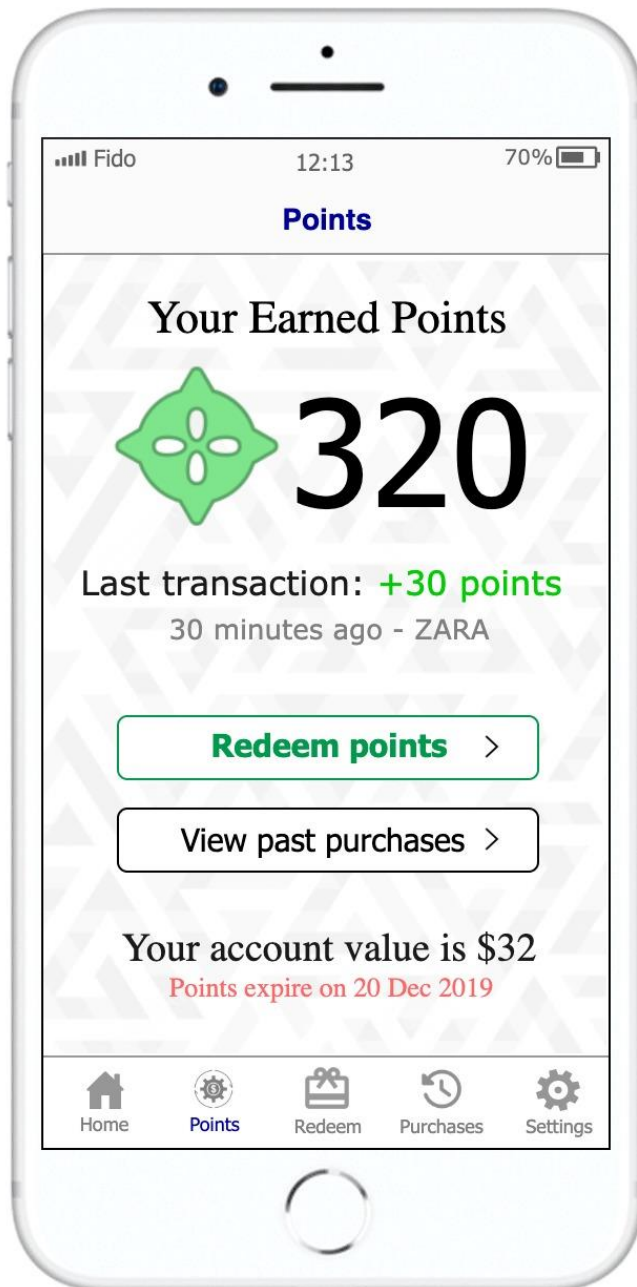 Fido 12:13 70%
Points
Your Earned Points
320
Last transaction: +30 points
30 minutes ago - ZARA
Redeem points >
View past purchases >
Your account value is $32
Points expire on 20 Dec 2019
Home Points Redeem Purchases Settings